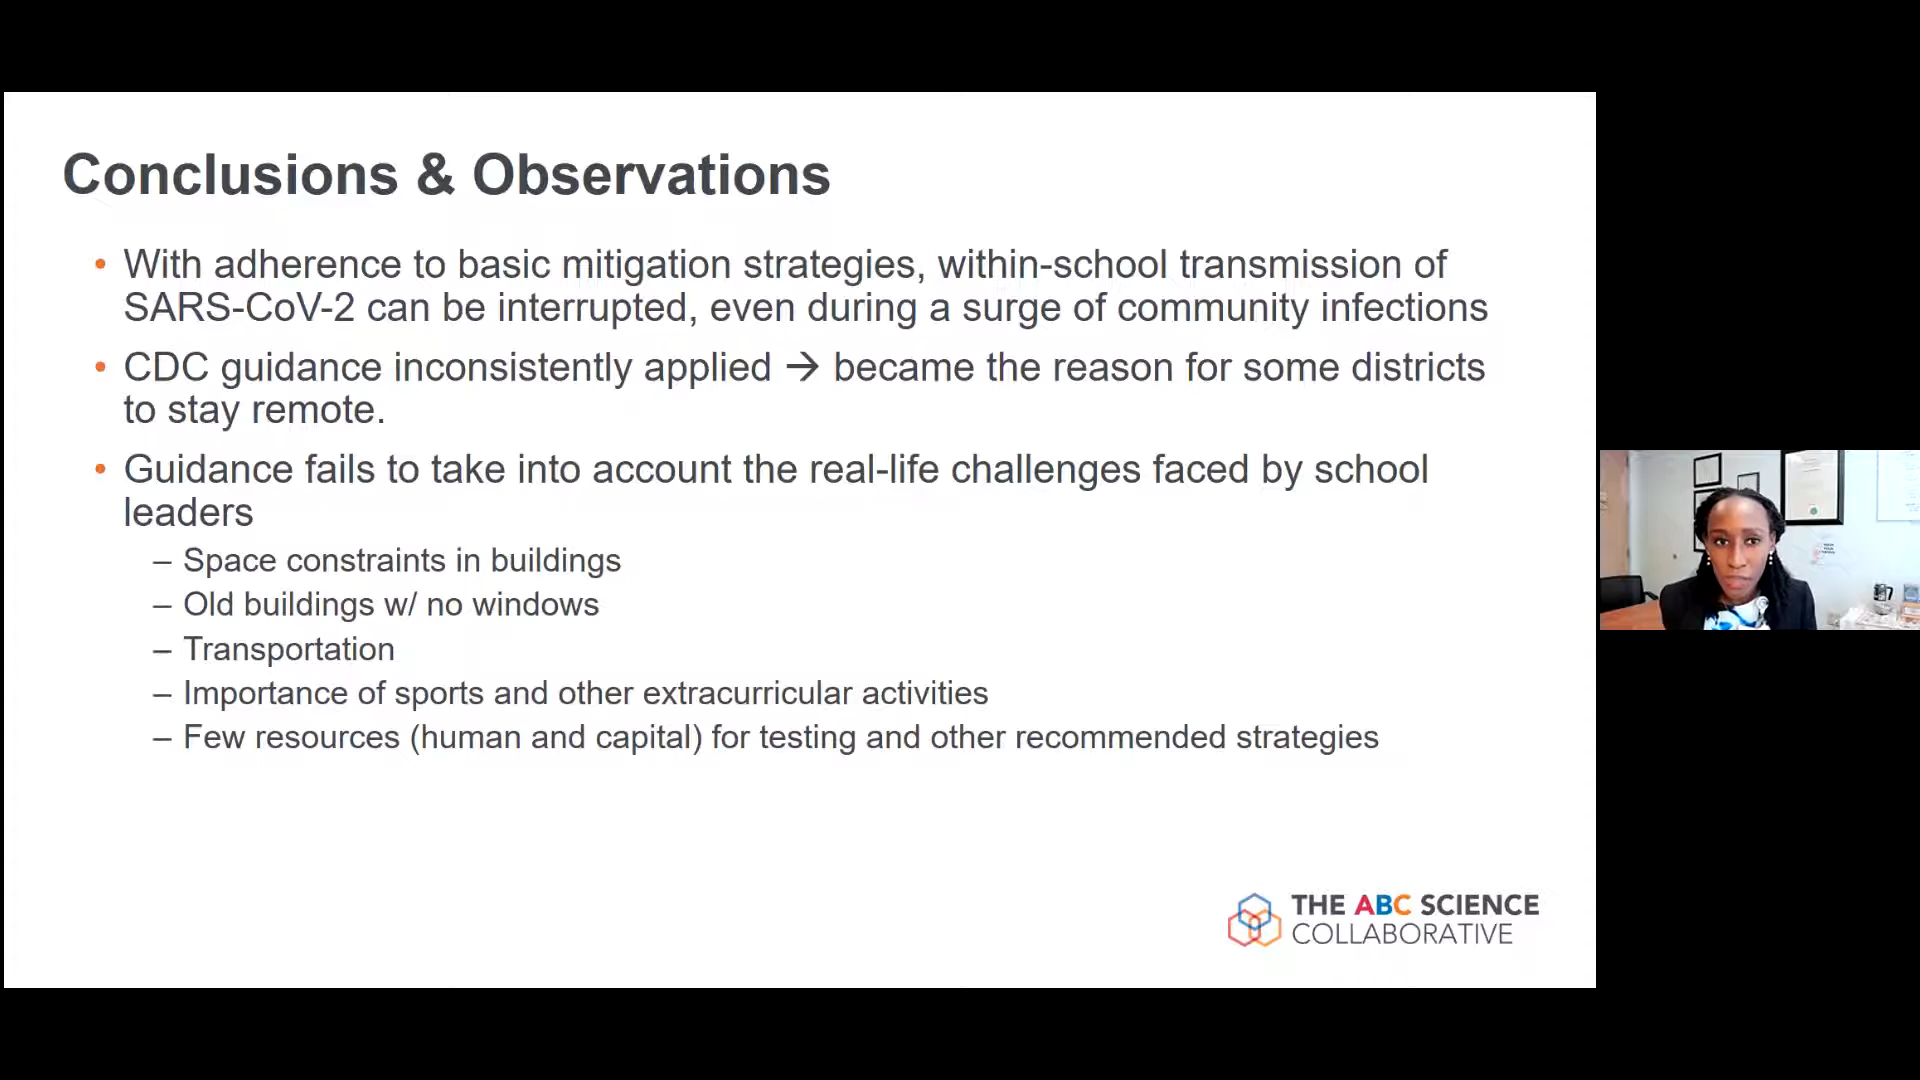 Conclusions & Observations
• With adherence to basic mitigation strategies, within-school transmission of
SARS-CoV-2 can be interrupted, even during a surge of community infections
• CDC guidance inconsistently applied → became the reason for some districts
to stay remote.
• Guidance fails to take into account the real-life challenges faced by school
leaders
– Space constraints in buildings
– Old buildings w/ no windows
– Transportation
– Importance of sports and other extracurricular activities
– Few resources (human and capital) for testing and other recommended strategies
THE ABC SCIENCE
COLLABORATIVE